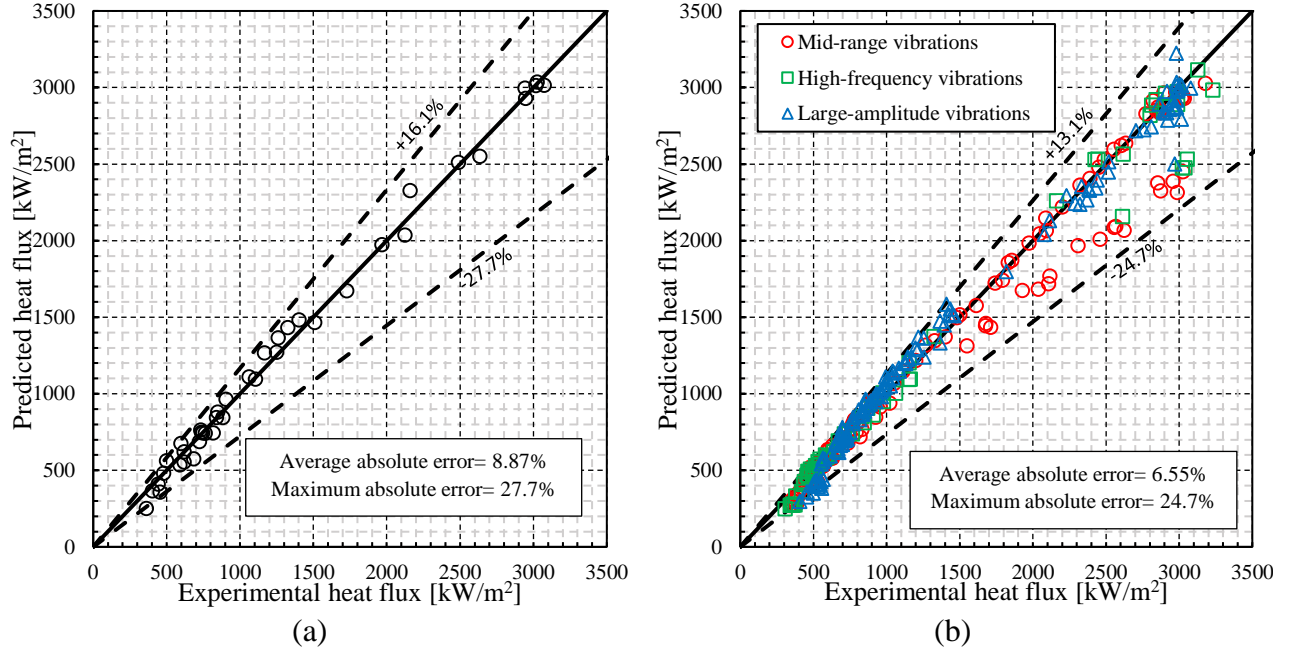 (a)
3500
3000
2500
2000
1500
1000
500
0
Predicted heat flux [kW/m²]
+16.1%
-27.7%
Average absolute error= 8.87%
Maximum absolute error= 27.7%
0 500 1000 1500 2000 2500 3000 3500
Experimental heat flux [kW/m²]
(a)
(b)
3500
3000
2500
2000
1500
1000
500
0
Predicted heat flux [kW/m²]
Mid-range vibrations
High-frequency vibrations
Large-amplitude vibrations
+13.1%
-24.7%
Average absolute error= 6.55%
Maximum absolute error= 24.7%
0 500 1000 1500 2000 2500 3000 3500
Experimental heat flux [kW/m²]
(b)